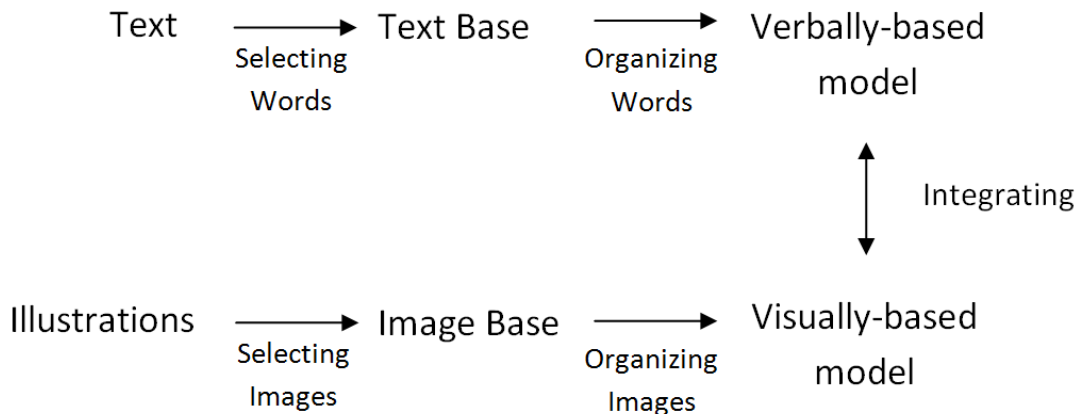 Text
Selecting
Words
Text Base
Organizing
Words
Verbally-based
model
Integrating
Illustrations
Selecting
Images
Image Base
Organizing
Images
Visually-based
model